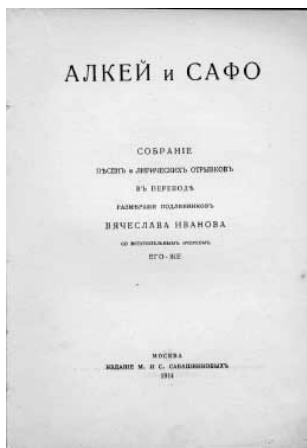 АЛКЕЙ и САФО
СОБРАНІЕ
ПѢСЕНЪ и ЛИРИЧЕСКИХЪ ОТРЫВКОВЪ
ВЪ ПЕРЕВОДѢ
РАЗМѢРАМИ ПОДЛИННИКОВЪ
ВЯЧЕСЛАВА ИВАНОВА
СО ВСТУПИТЕЛЬНЫМЪ ОЧЕРКОМЪ
ЕГО-ЖЕ
МОСКВА
ИЗДАНІЕ М. И С. САБАШНИКОВЫХЪ
1914